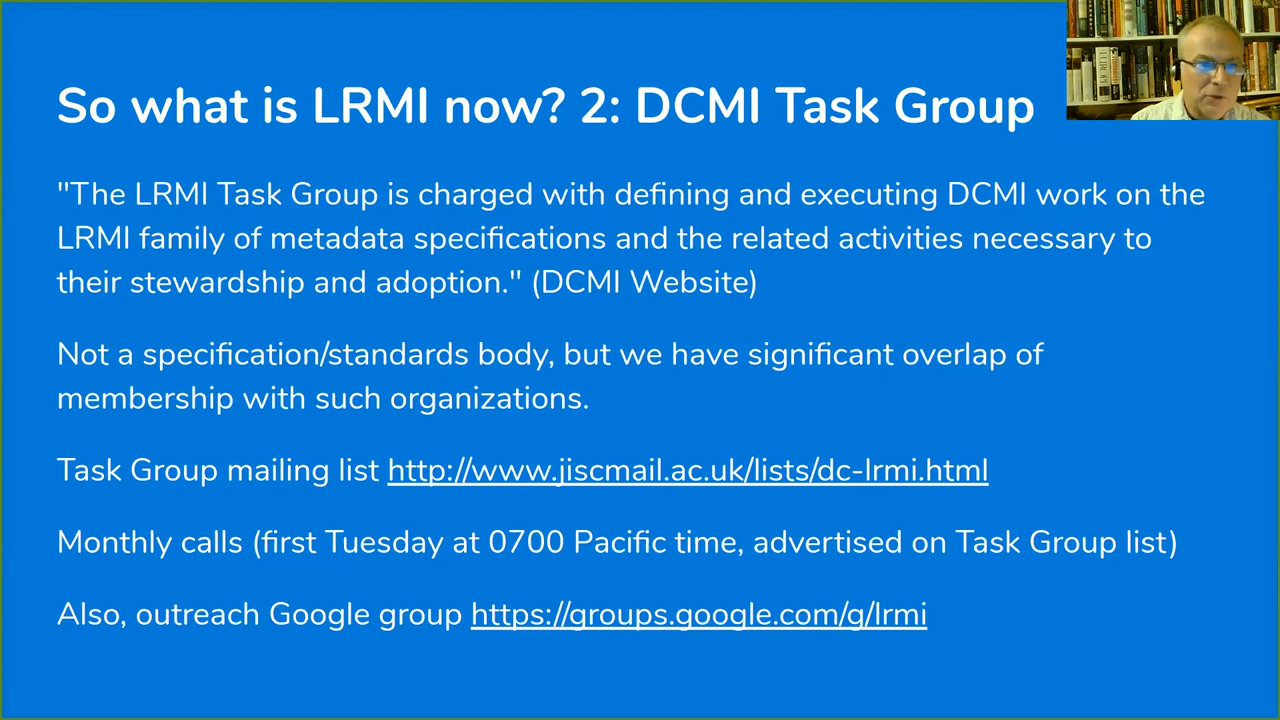 So what is LRMI now? 2: DCMI Task Group
"The LRMI Task Group is charged with defining and executing DCMI work on the
LRMI family of metadata specifications and the related activities necessary to
their stewardship and adoption." (DCMI Website)
Not a specification/standards body, but we have significant overlap of
membership with such organizations.
Task Group mailing list http://www.jiscmail.ac.uk/lists/dc-lrmi.html
Monthly calls (first Tuesday at 0700 Pacific time, advertised on Task Group list)
Also, outreach Google group https://groups.google.com/g/lrmi